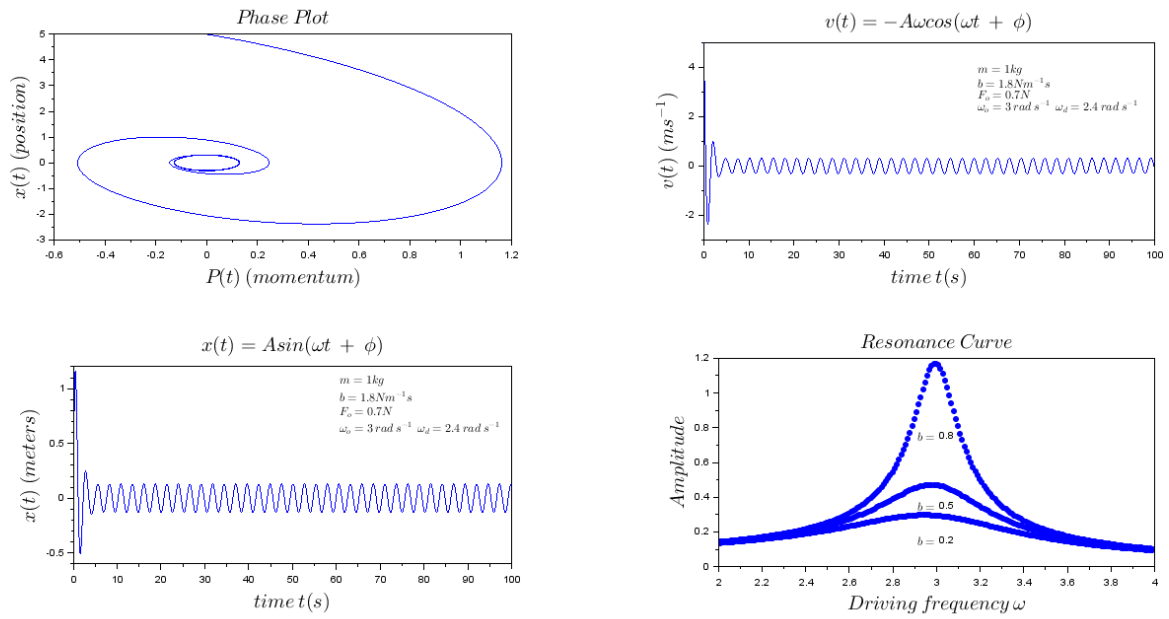 Phase Plot
x(t) (position)
5
4
3
2
1
0
-1
-2
-3
-0.6 -0.4 -0.2 0 0.2 0.4 0.6 0.8 1 1.2
P(t) (momentum)
v(t) = −Aωcos(ωt + ϕ)
v(t) (ms⁻¹)
4
2
0
-2
m = 1kg
b = 1.8Nm⁻¹s
Fₒ = 0.7N
ωₒ = 3 rad s⁻¹ ω_d = 2.4 rad s⁻¹
0 10 20 30 40 50 60 70 80 90 100
time t(s)
x(t) = Asin(ωt + ϕ)
x(t) (meters)
1
0.5
0
-0.5
m = 1kg
b = 1.8Nm⁻¹s
Fₒ = 0.7N
ωₒ = 3 rad s⁻¹ ω_d = 2.4 rad s⁻¹
0 10 20 30 40 50 60 70 80 90 100
time t(s)
Resonance Curve
Amplitude
1.2
1
0.8
0.6
0.4
0.2
0
b = 0.8
b = 0.5
b = 0.2
2 2.2 2.4 2.6 2.8 3 3.2 3.4 3.6 3.8 4
Driving frequency ω